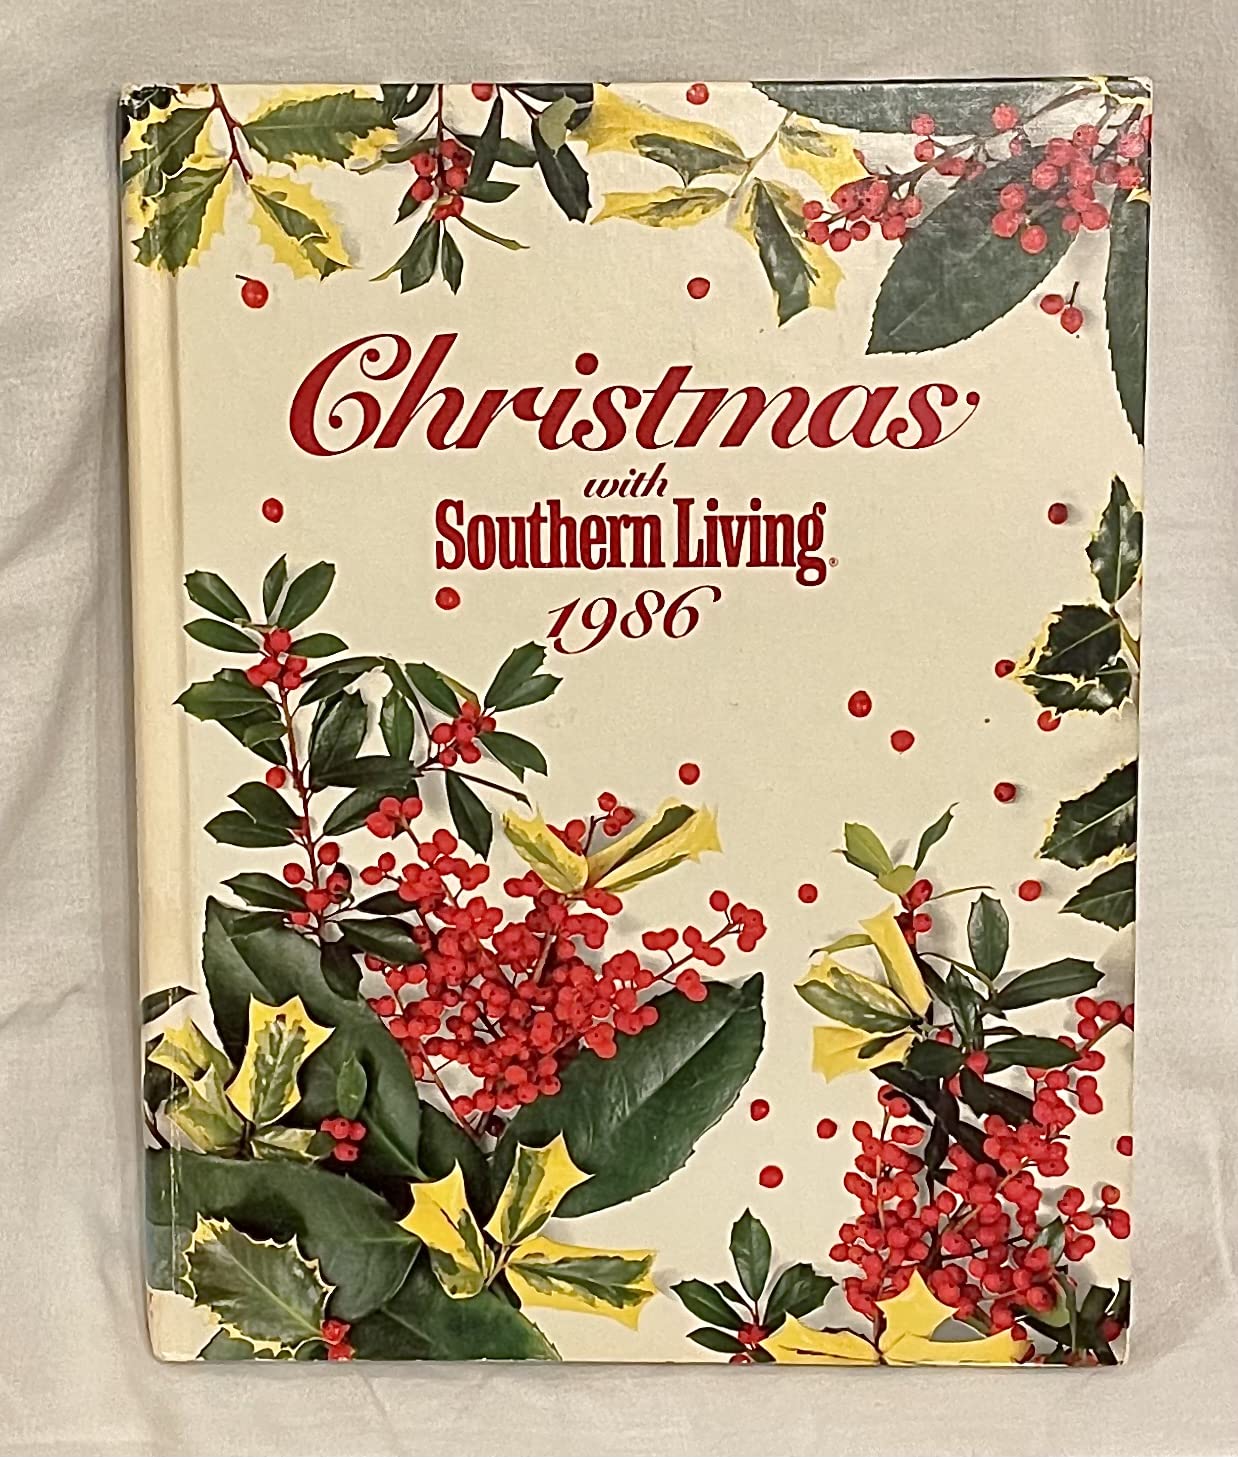 Christmas
with
Southern Living®
1986